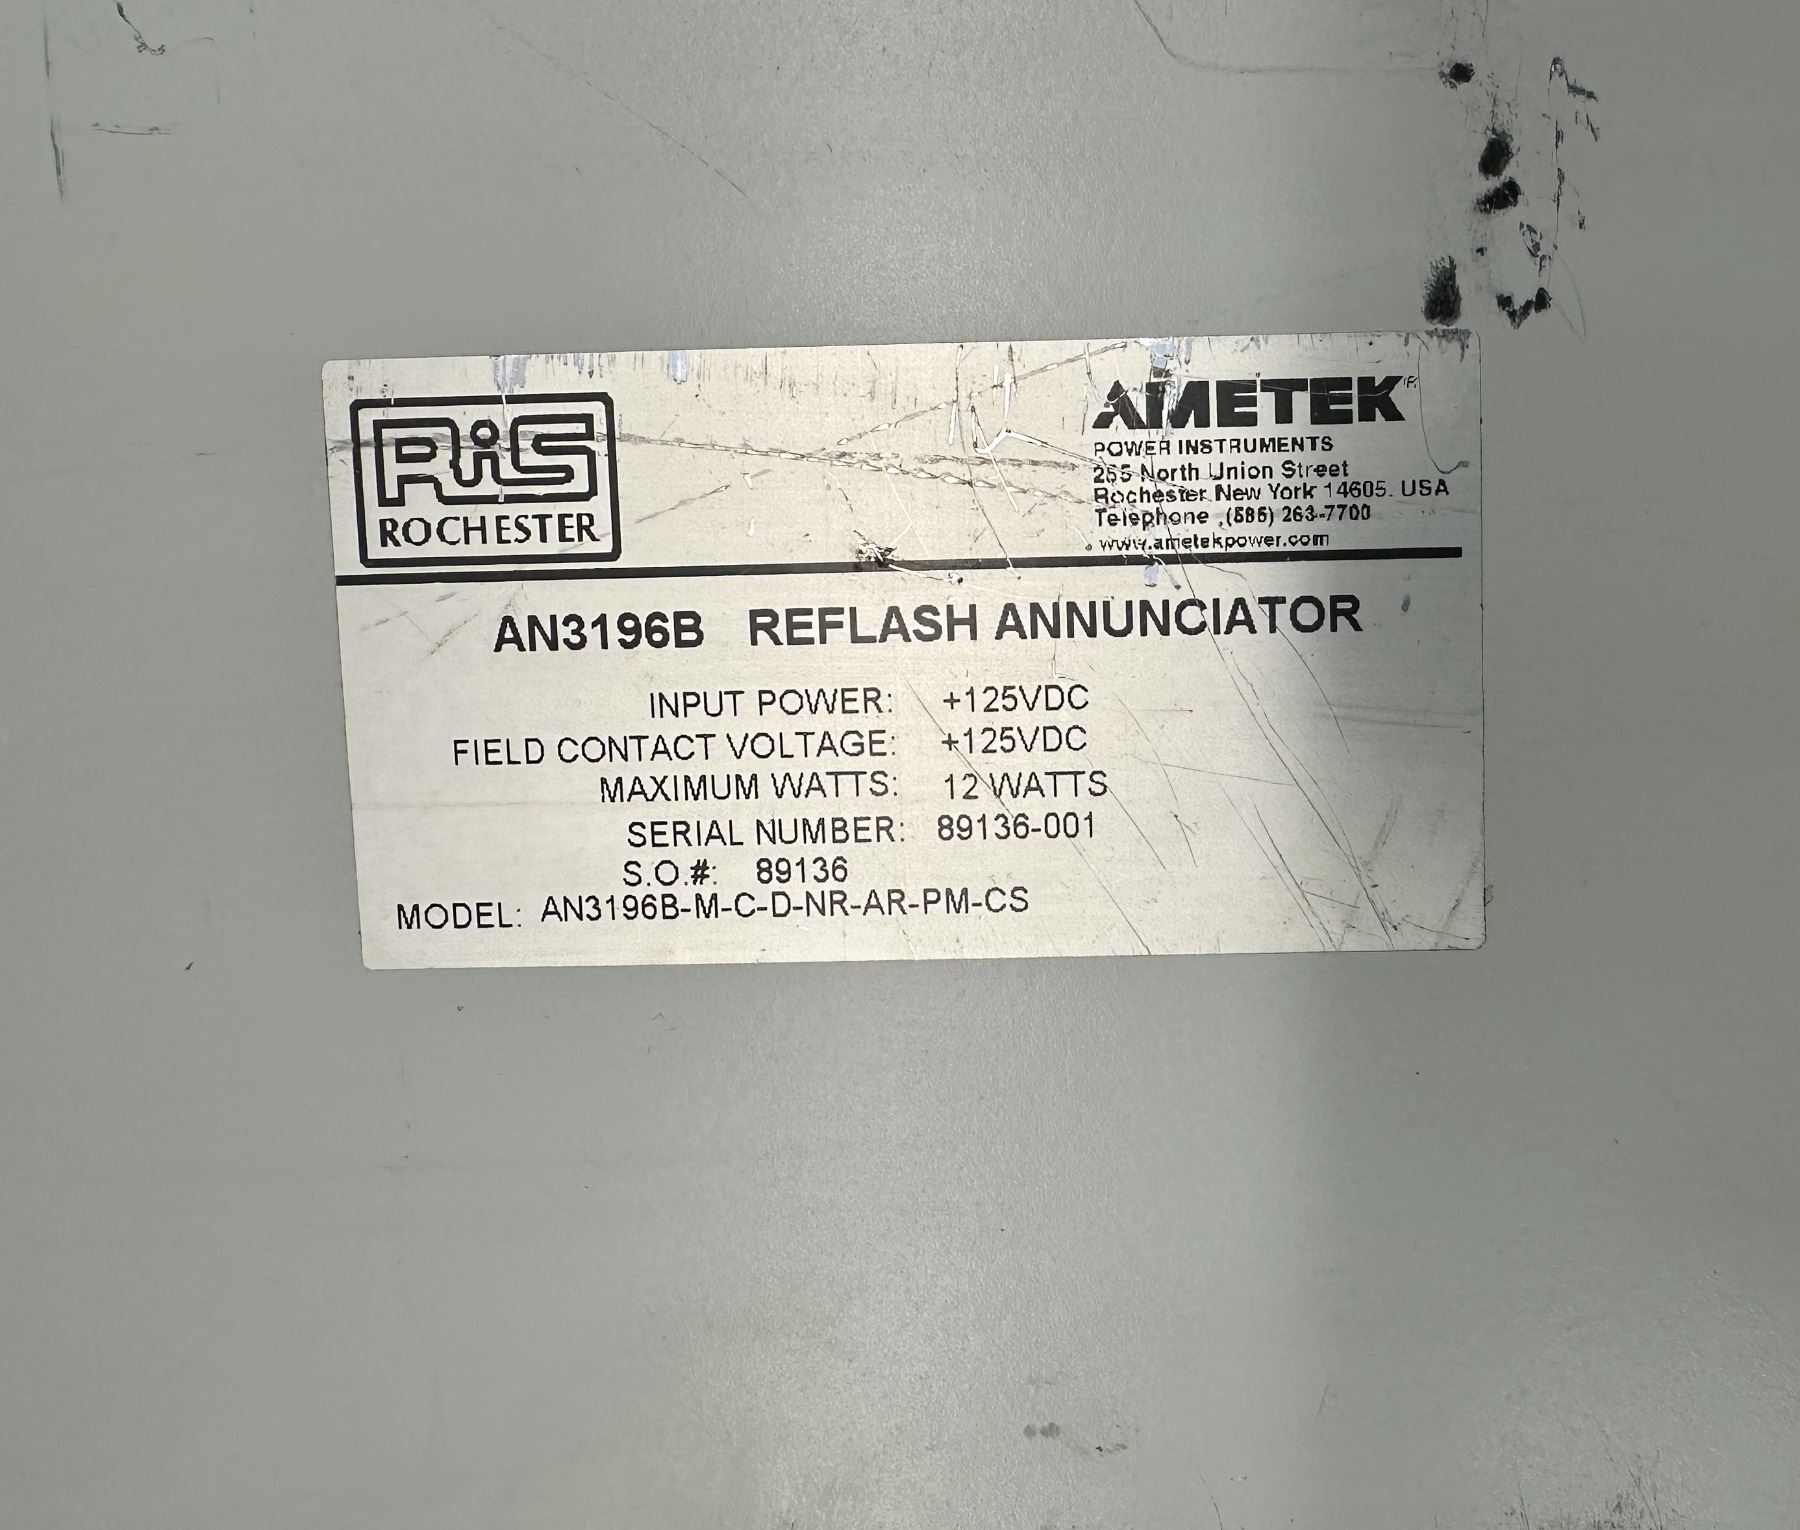 RiS
ROCHESTER
AMETEK
POWER INSTRUMENTS
255 North Union Street
Rochester New York 14605. USA
Telephone (585) 263-7700
www.ametekpower.com
AN3196B REFLASH ANNUNCIATOR
INPUT POWER: +125VDC
FIELD CONTACT VOLTAGE: +125VDC
MAXIMUM WATTS: 12 WATTS
SERIAL NUMBER: 89136-001
S.O.#: 89136
MODEL: AN3196B-M-C-D-NR-AR-PM-CS